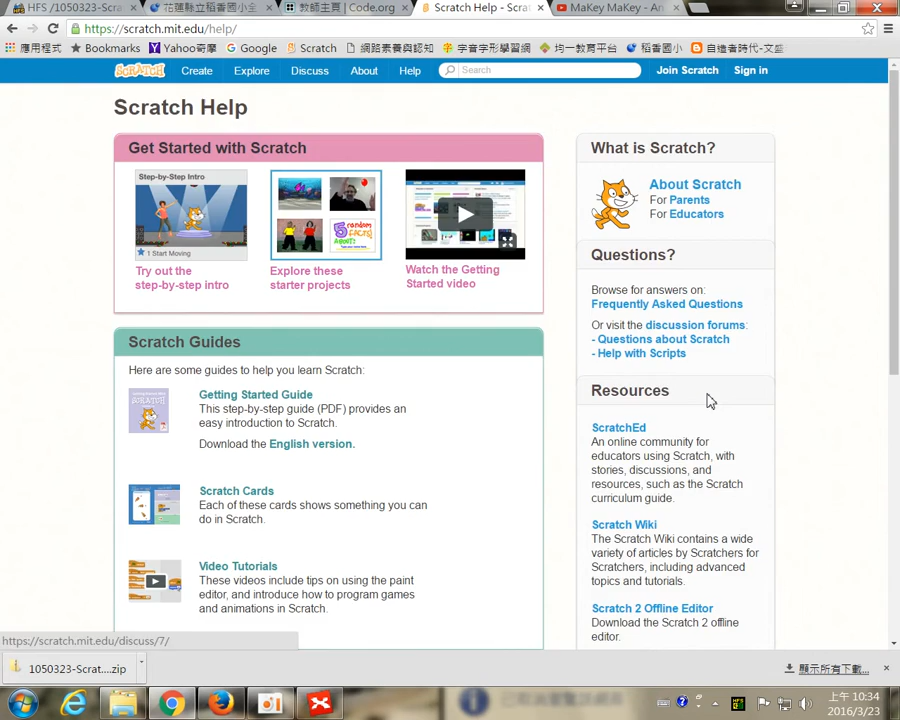 HFS /1050323-Scrat
花蓮縣立稻香國小
教師主頁 | Code.org
Scratch Help - Scrat
MaKey MaKey - An
https://scratch.mit.edu/help/
應用程式
Bookmarks
Yahoo奇摩
Google
Scratch
網路素養與認知
字音字形學習網
均一教育平台
稻香國小
自造者時代-文盛
SCRATCH
Create
Explore
Discuss
About
Help
Search
Join Scratch
Sign in
Scratch Help
Get Started with Scratch
Step-by-Step Intro
1 Start Moving
Try out the
step-by-step intro
5 random
facts
ABOUT:
Explore these
starter projects
Watch the Getting
Started video
Scratch Guides
Here are some guides to help you learn Scratch:
SCRATCH
Getting Started Guide
This step-by-step guide (PDF) provides an
easy introduction to Scratch.
Download the English version.
Scratch Cards
Each of these cards shows something you can
do in Scratch.
Video Tutorials
These videos include tips on using the paint
editor, and introduce how to program games
and animations in Scratch.
What is Scratch?
About Scratch
For Parents
For Educators
Questions?
Browse for answers on:
Frequently Asked Questions
Or visit the discussion forums:
- Questions about Scratch
- Help with Scripts
Resources
ScratchEd
An online community for
educators using Scratch, with
stories, discussions, and
resources, such as the Scratch
curriculum guide.
Scratch Wiki
The Scratch Wiki contains a wide
variety of articles by Scratchers for
Scratchers, including advanced
topics and tutorials.
Scratch 2 Offline Editor
Download the Scratch 2 offline
editor.
https://scratch.mit.edu/discuss/7/
1050323-Scrat....zip
顯示所有下載...
上午 10:34
2016/3/23